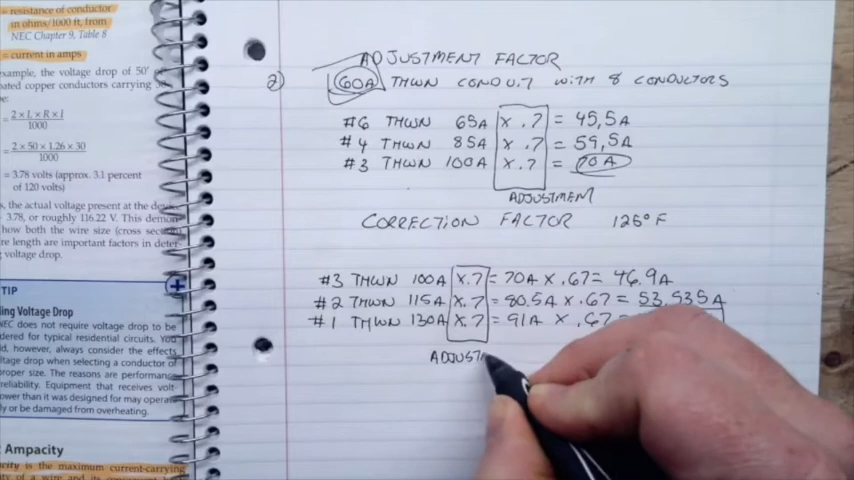 = resistance of conductor
in ohms/1000 ft, from
NEC Chapter 9, Table 8
= current in amps
example, the voltage drop of 50' of
coated copper conductors carrying 30
2 × L × R × I
1000
2 × 50 × 1.26 × 30
1000
= 3.78 volts (approx. 3.1 percent
of 120 volts)
the actual voltage present at the
- 3.78, or roughly 116.22 V. This
how both the wire size (cross
length are important factors in deter-
voltage drop.
TIP
Voltage Drop
NEC does not require voltage drop to be
for typical residential circuits. You
however, always consider the effects
voltage drop when selecting a conductor of
proper size. The reasons are performance
reliability. Equipment that receives
than it was designed for may operate
or be damaged from overheating.
Ampacity
is the maximum current-carrying
ADJUSTMENT FACTOR
2) 60A THWN CONDUIT WITH 8 CONDUCTORS
#6 THWN 65A X .7 = 45,5A
#4 THWN 85A X .7 = 59,5A
#3 THWN 100A X .7 = 70A
ADJUSTMENT
CORRECTION FACTOR 125°F
#3 THWN 100A X.7 = 70A X .67 = 46.9A
#2 THWN 115A X.7 = 80.5A X .67 = 53.535A
#1 THWN 130A X.7 = 91A X .67 =
ADJUST